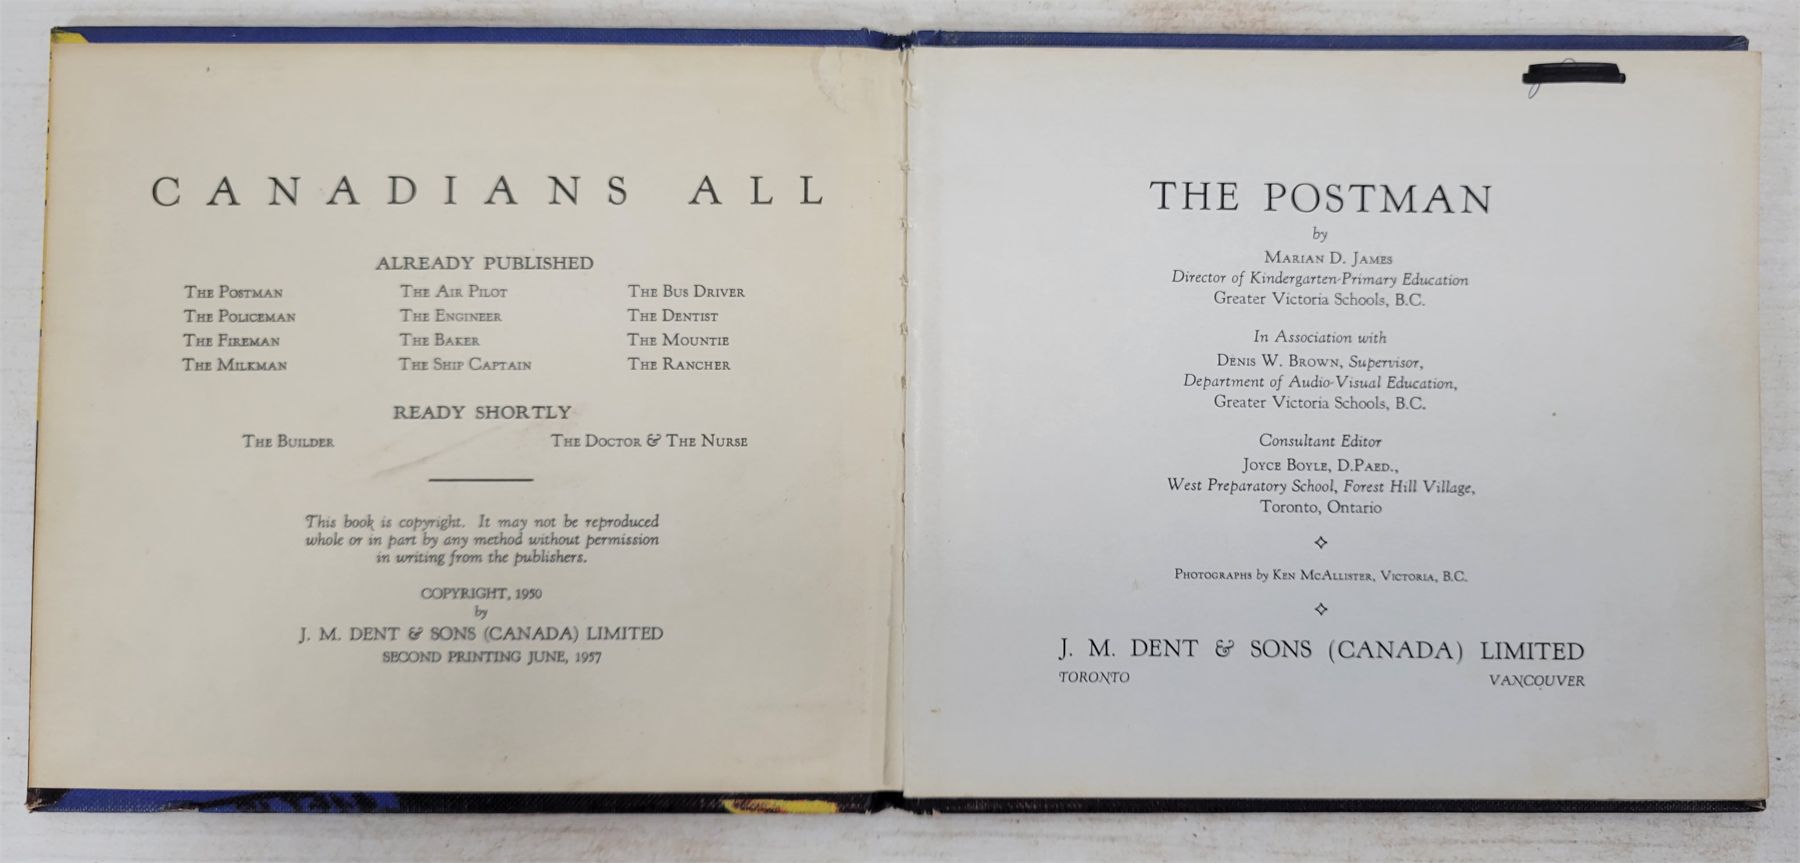 CANADIANS ALL
ALREADY PUBLISHED
THE POSTMAN THE AIR PILOT THE BUS DRIVER
THE POLICEMAN THE ENGINEER THE DENTIST
THE FIREMAN THE BAKER THE MOUNTIE
THE MILKMAN THE SHIP CAPTAIN THE RANCHER
READY SHORTLY
THE BUILDER THE DOCTOR & THE NURSE
This book is copyright. It may not be reproduced
whole or in part by any method without permission
in writing from the publishers.
COPYRIGHT, 1950
by
J. M. DENT & SONS (CANADA) LIMITED
SECOND PRINTING JUNE, 1957
THE POSTMAN
by
MARIAN D. JAMES
Director of Kindergarten-Primary Education
Greater Victoria Schools, B.C.
In Association with
DENIS W. BROWN, Supervisor,
Department of Audio-Visual Education,
Greater Victoria Schools, B.C.
Consultant Editor
JOYCE BOYLE, D.PAED.,
West Preparatory School, Forest Hill Village,
Toronto, Ontario
PHOTOGRAPHS by KEN MCALLISTER, VICTORIA, B.C.
J. M. DENT & SONS (CANADA) LIMITED
TORONTO VANCOUVER